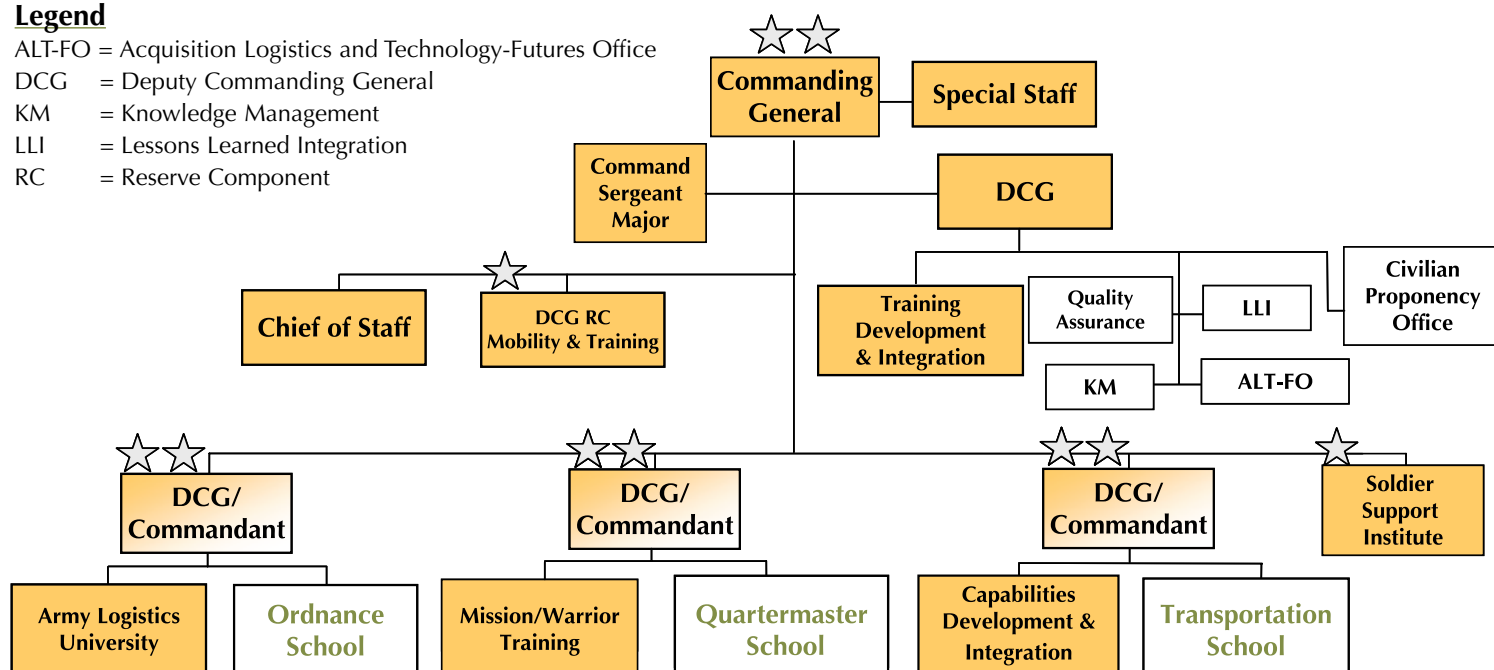 Legend
ALT-FO = Acquisition Logistics and Technology-Futures Office
DCG = Deputy Commanding General
KM = Knowledge Management
LLI = Lessons Learned Integration
RC = Reserve Component
Commanding
General
Special Staff
Command
Sergeant
Major
DCG
Chief of Staff
DCG RC
Mobility & Training
Training
Development
& Integration
Quality
Assurance
LLI
Civilian
Proponency
Office
KM
ALT-FO
DCG/
Commandant
DCG/
Commandant
DCG/
Commandant
Soldier
Support
Institute
Army Logistics
University
Ordnance
School
Mission/Warrior
Training
Quartermaster
School
Capabilities
Development &
Integration
Transportation
School